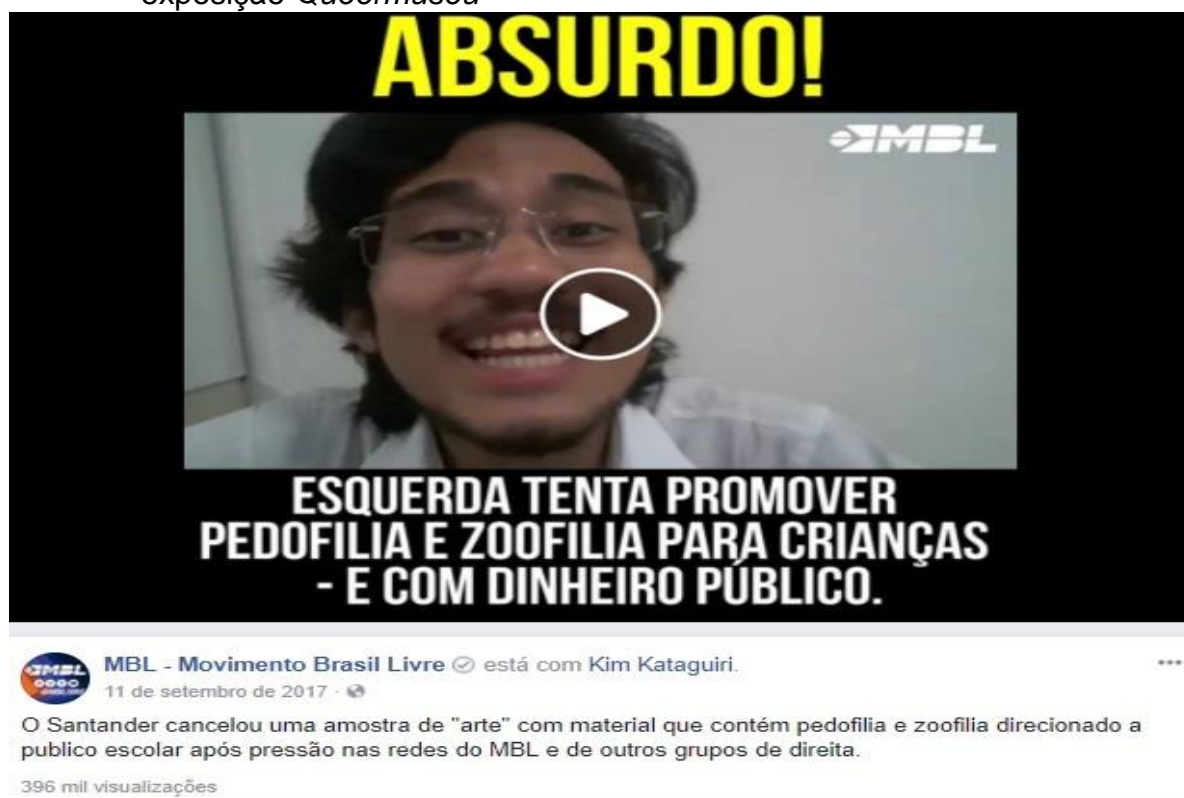 exposição Queermuseu
ABSURDO!
MBL
ESQUERDA TENTA PROMOVER
PEDOFILIA E ZOOFILIA PARA CRIANÇAS
- E COM DINHEIRO PÚBLICO.
MBL - Movimento Brasil Livre está com Kim Kataguiri.
11 de setembro de 2017 ·
O Santander cancelou uma amostra de "arte" com material que contém pedofilia e zoofilia direcionado a
publico escolar após pressão nas redes do MBL e de outros grupos de direita.
396 mil visualizações